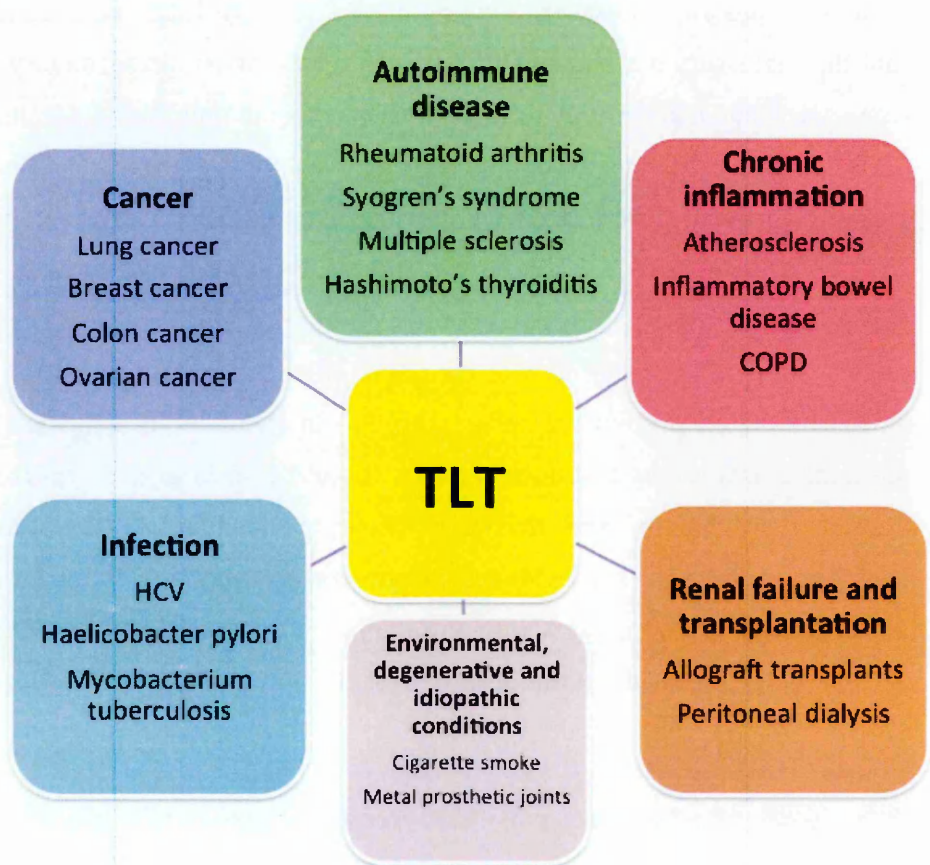 Autoimmune
disease
Rheumatoid arthritis
Syogren's syndrome
Multiple sclerosis
Hashimoto's thyroiditis
Cancer
Lung cancer
Breast cancer
Colon cancer
Ovarian cancer
Chronic
inflammation
Atherosclerosis
Inflammatory bowel
disease
COPD
TLT
Infection
HCV
Haelicobacter pylori
Mycobacterium
tuberculosis
Environmental,
degenerative and
idiopathic
conditions
Cigarette smoke
Metal prosthetic joints
Renal failure and
transplantation
Allograft transplants
Peritoneal dialysis